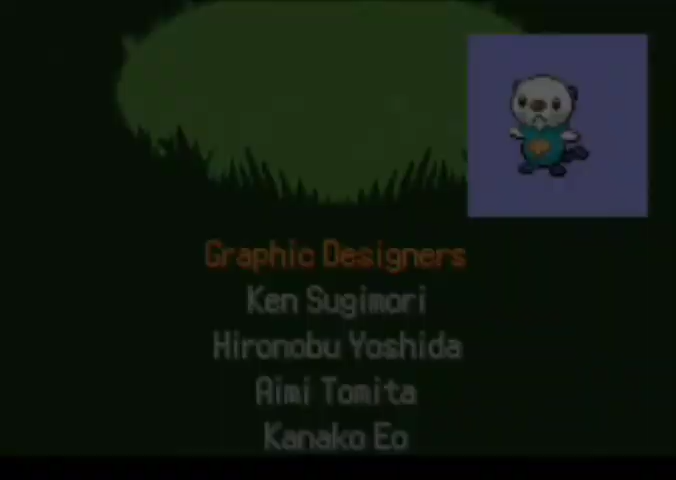 Graphic Designers
Ken Sugimori
Hironobu Yoshida
Aimi Tomita
Kanako Eo